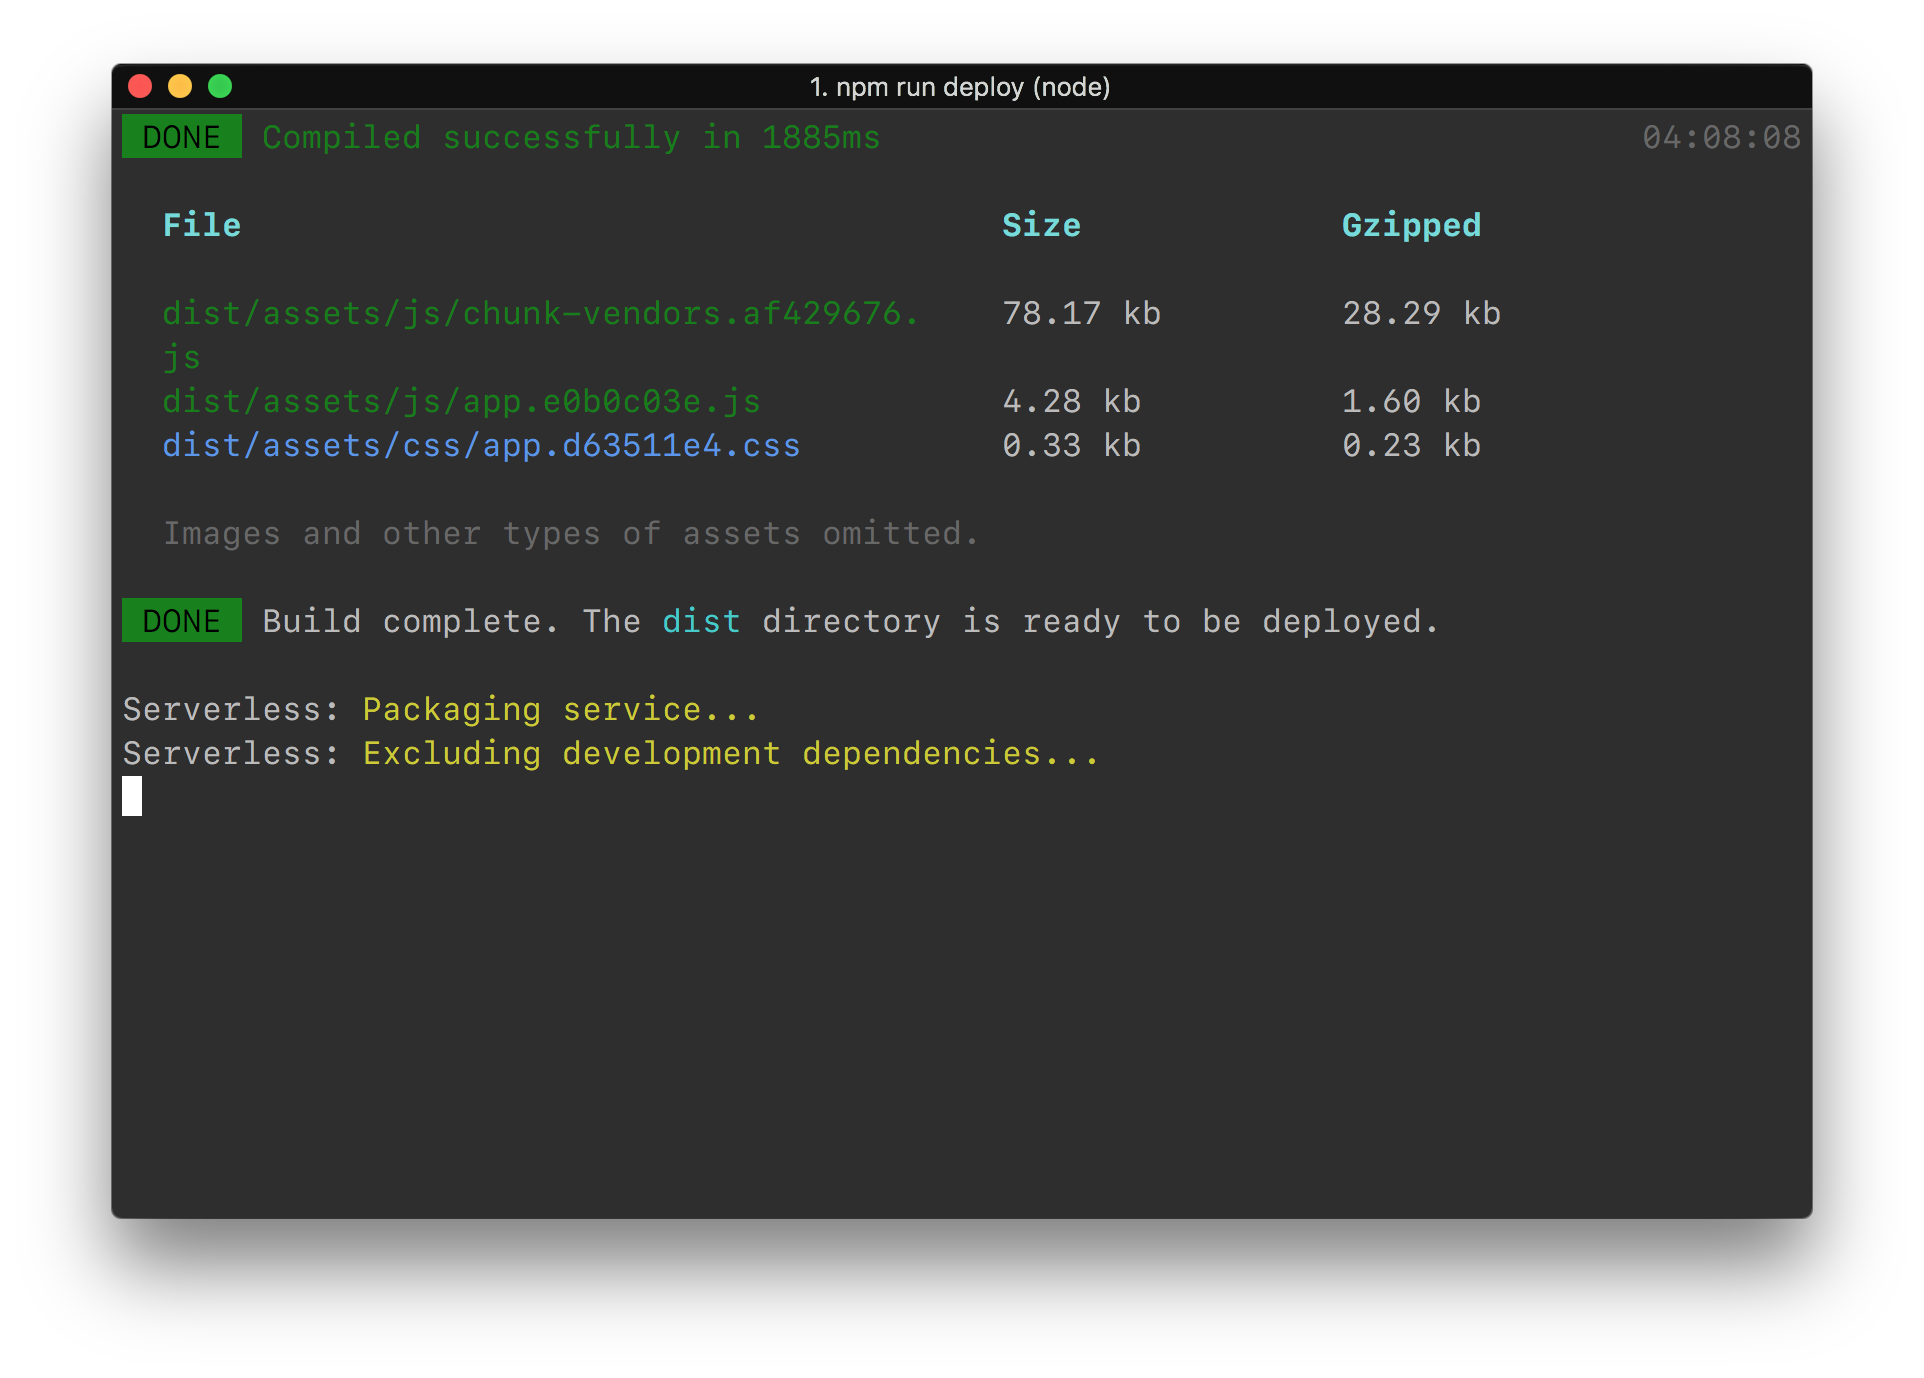 1. npm run deploy (node)
DONE Compiled successfully in 1885ms 04:08:08
File Size Gzipped
dist/assets/js/chunk-vendors.af429676. 78.17 kb 28.29 kb
js
dist/assets/js/app.e0b0c03e.js 4.28 kb 1.60 kb
dist/assets/css/app.d63511e4.css 0.33 kb 0.23 kb
Images and other types of assets omitted.
DONE Build complete. The dist directory is ready to be deployed.
Serverless: Packaging service...
Serverless: Excluding development dependencies...